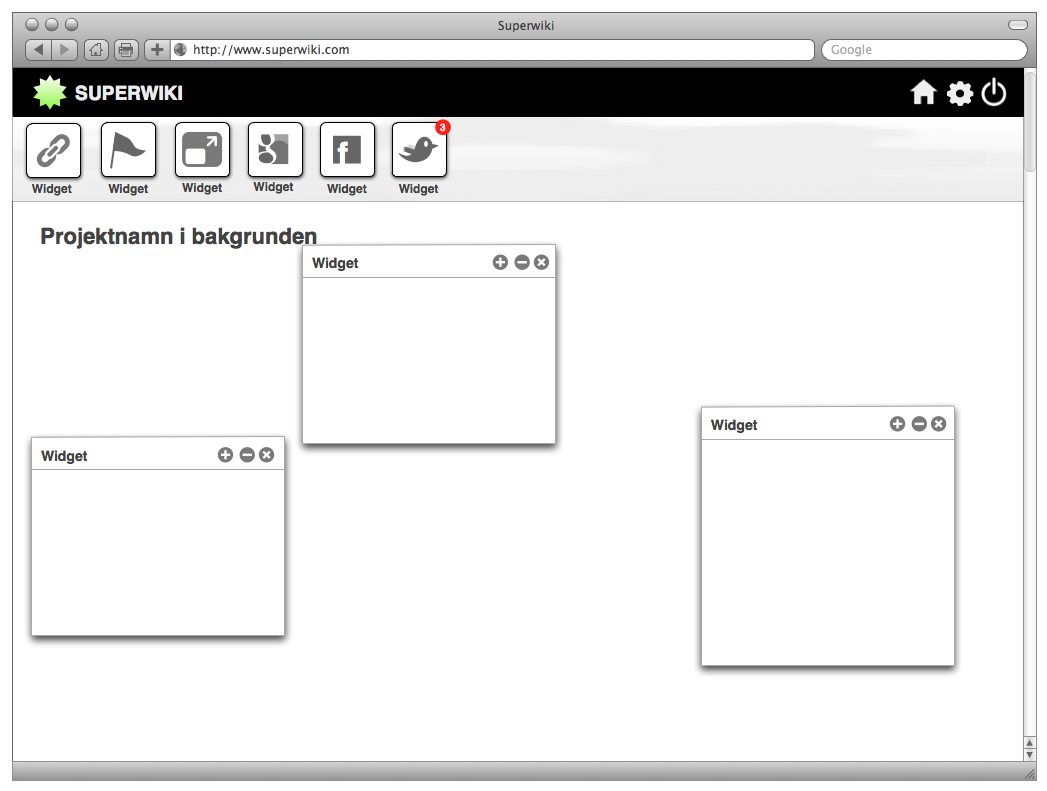 Superwiki
http://www.superwiki.com
Google
SUPERWIKI
3
Widget Widget Widget Widget Widget Widget
Projektnamn i bakgrunden
Widget
Widget
Widget